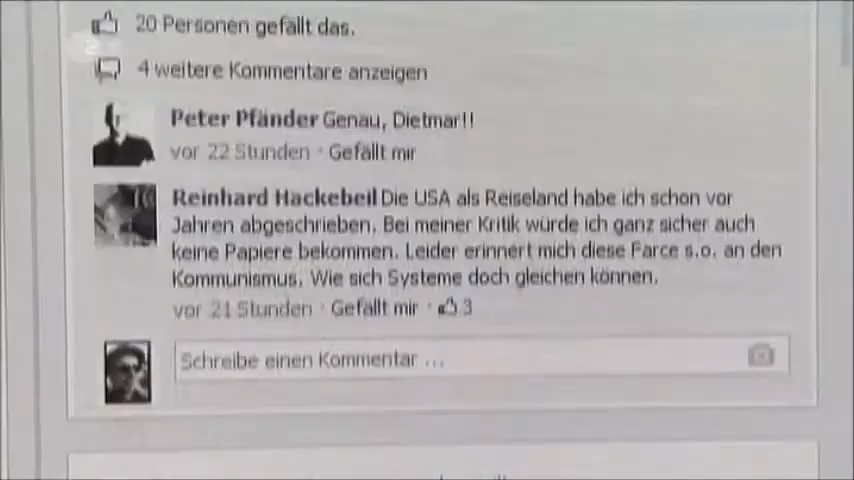 20 Personen gefällt das.
4 weitere Kommentare anzeigen
Peter Pfänder Genau, Dietmar!!
vor 22 Stunden · Gefällt mir
Reinhard Hackebeil Die USA als Reiseland habe ich schon vor
Jahren abgeschrieben. Bei meiner Kritik würde ich ganz sicher auch
keine Papiere bekommen. Leider erinnert mich diese Farce s.o. an den
Kommunismus. Wie sich Systeme doch gleichen können.
vor 21 Stunden · Gefällt mir · 3
Schreibe einen Kommentar ...